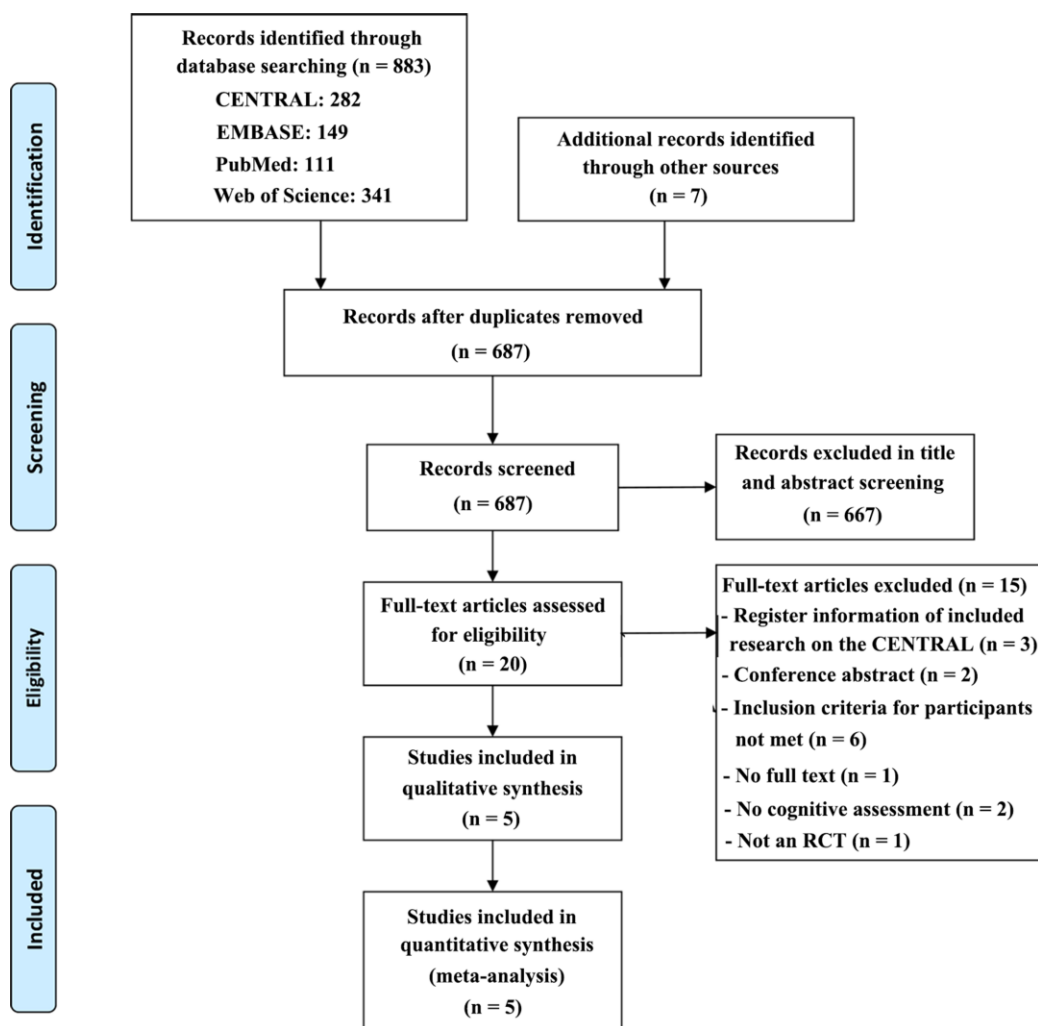 Records identified through
database searching (n = 883)
CENTRAL: 282
EMBASE: 149
PubMed: 111
Web of Science: 341
Additional records identified
through other sources
(n = 7)
Identification
Records after duplicates removed
(n = 687)
Screening
Records screened
(n = 687)
Records excluded in title
and abstract screening
(n = 667)
Eligibility
Full-text articles assessed
for eligibility
(n = 20)
Full-text articles excluded (n = 15)
- Register information of included
research on the CENTRAL (n = 3)
- Conference abstract (n = 2)
- Inclusion criteria for participants
not met (n = 6)
- No full text (n = 1)
- No cognitive assessment (n = 2)
- Not an RCT (n = 1)
Studies included in
qualitative synthesis
(n = 5)
Included
Studies included in
quantitative synthesis
(meta-analysis)
(n = 5)